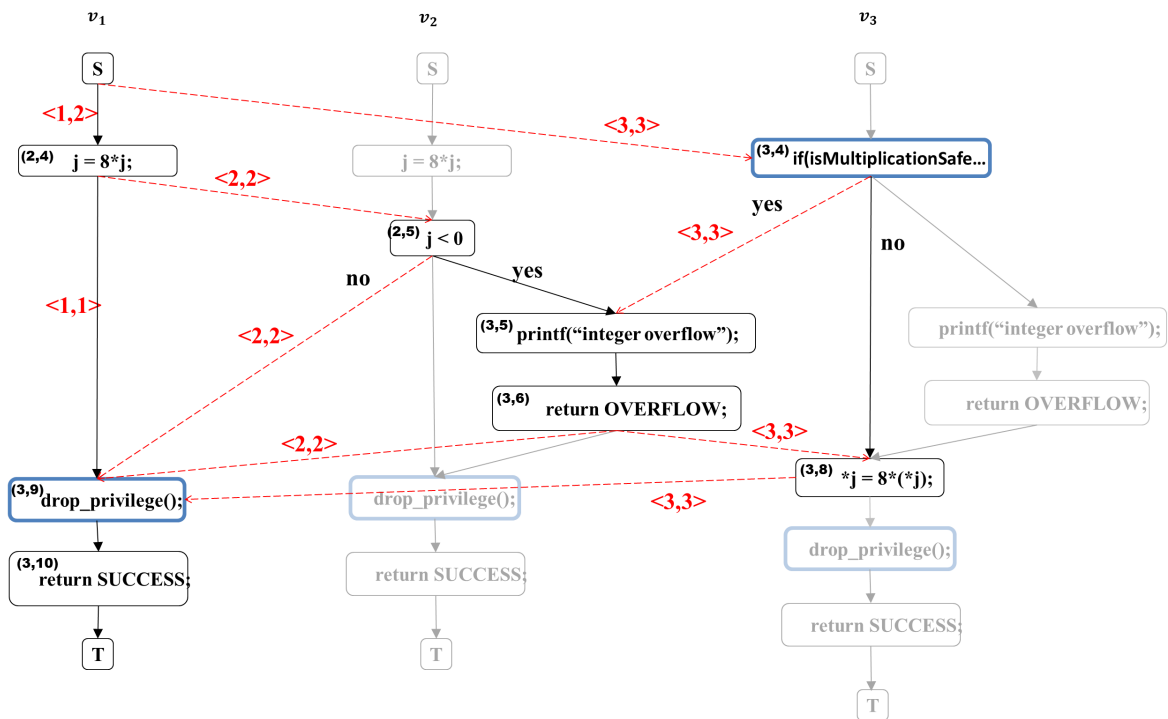 v₁ v₂ v₃
S S S
<1,2> <3,3>
(2,4) j = 8*j; j = 8*j; (3,4) if(isMultiplicationSafe...
<2,2> yes
(2,5) j < 0 <3,3> no
no yes
<1,1>
(3,5) printf(“integer overflow”); printf(“integer overflow”);
<2,2>
(3,6) return OVERFLOW; return OVERFLOW;
<2,2> <3,3>
(3,8) *j = 8*(*j);
(3,9) drop_privilege(); drop_privilege(); <3,3>
drop_privilege();
(3,10) return SUCCESS; return SUCCESS;
return SUCCESS;
T T
T